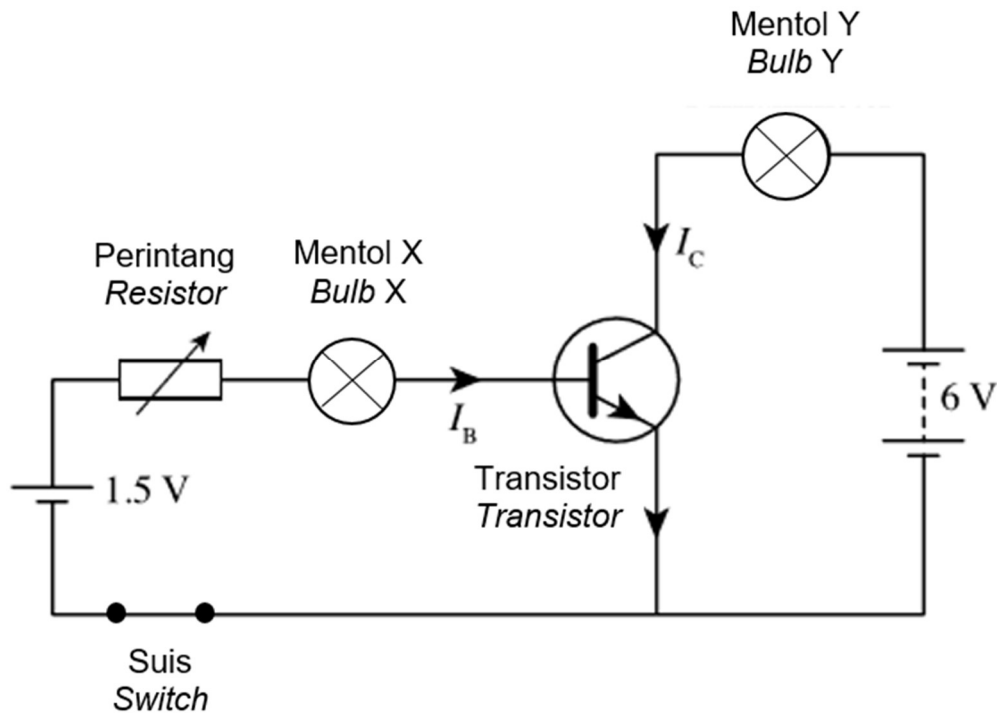 Mentol Y
Bulb Y
I_C
Perintang
Resistor
Mentol X
Bulb X
I_B
6 V
1.5 V
Transistor
Transistor
Suis
Switch